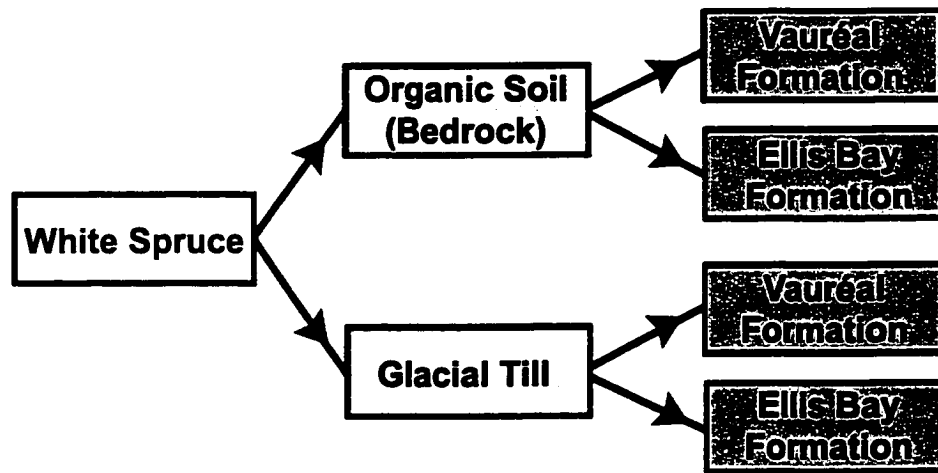 Vauréal
Formation
Organic Soil
(Bedrock)
Ellis Bay
Formation
White Spruce
Vauréal
Formation
Glacial Till
Ellis Bay
Formation